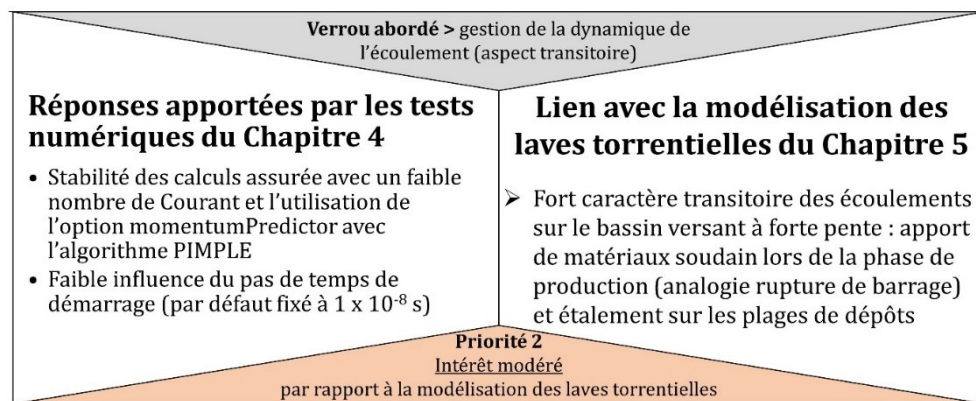 Verrou abordé > gestion de la dynamique de
l'écoulement (aspect transitoire)
Réponses apportées par les tests
numériques du Chapitre 4
• Stabilité des calculs assurée avec un faible
nombre de Courant et l'utilisation de
l'option momentumPredictor avec
l'algorithme PIMPLE
• Faible influence du pas de temps de
démarrage (par défaut fixé à 1 x 10⁻⁸ s)
Lien avec la modélisation des
laves torrentielles du Chapitre 5
➢ Fort caractère transitoire des écoulements
sur le bassin versant à forte pente : apport
de matériaux soudain lors de la phase de
production (analogie rupture de barrage)
et étalement sur les plages de dépôts
Priorité 2
Intérêt modéré
par rapport à la modélisation des laves torrentielles